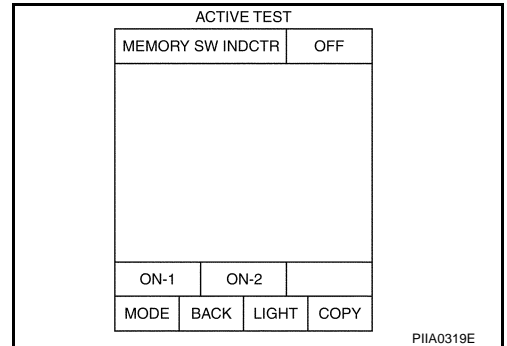 ACTIVE TEST
MEMORY SW INDCTR OFF
ON-1 ON-2
MODE BACK LIGHT COPY
PIIA0319E